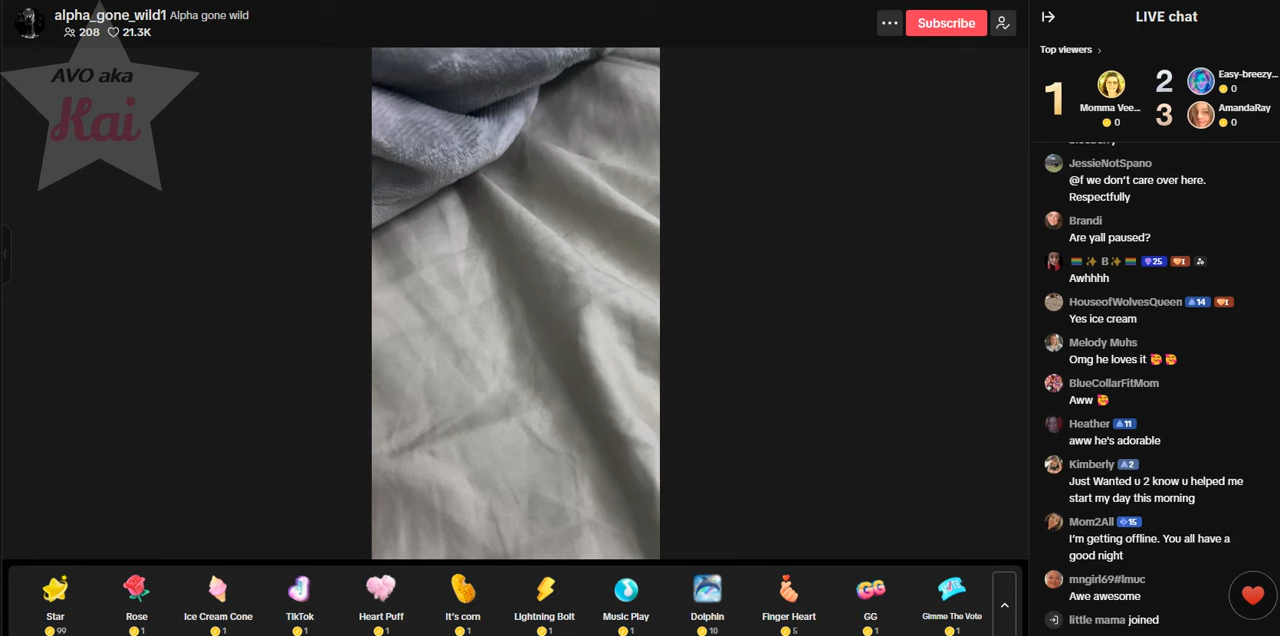 alpha_gone_wild1 Alpha gone wild
208 21.3K
Subscribe
AVO aka
Kai
LIVE chat
Top viewers
1
Momma Vee...
0
2
Easy-breezy...
0
3
AmandaRay
0
JessieNotSpano
@f we don't care over here.
Respectfully
Brandi
Are yall paused?
B 25 I
Awhhhh
HouseofWolvesQueen 14 I
Yes ice cream
Melody Muhs
Omg he loves it 🥰 🥰
BlueCollarFitMom
Aww 🥰
Heather 11
aww he's adorable
Kimberly 2
Just Wanted u 2 know u helped me
start my day this morning
Mom2All 15
I'm getting offline. You all have a
good night
mngirl69#lmuc
Awe awesome
little mama joined
Star
99
Rose
1
Ice Cream Cone
1
TikTok
1
Heart Puff
1
It's corn
1
Lightning Bolt
1
Music Play
1
Dolphin
10
Finger Heart
5
GG
GG
1
Gimme The Vote
1